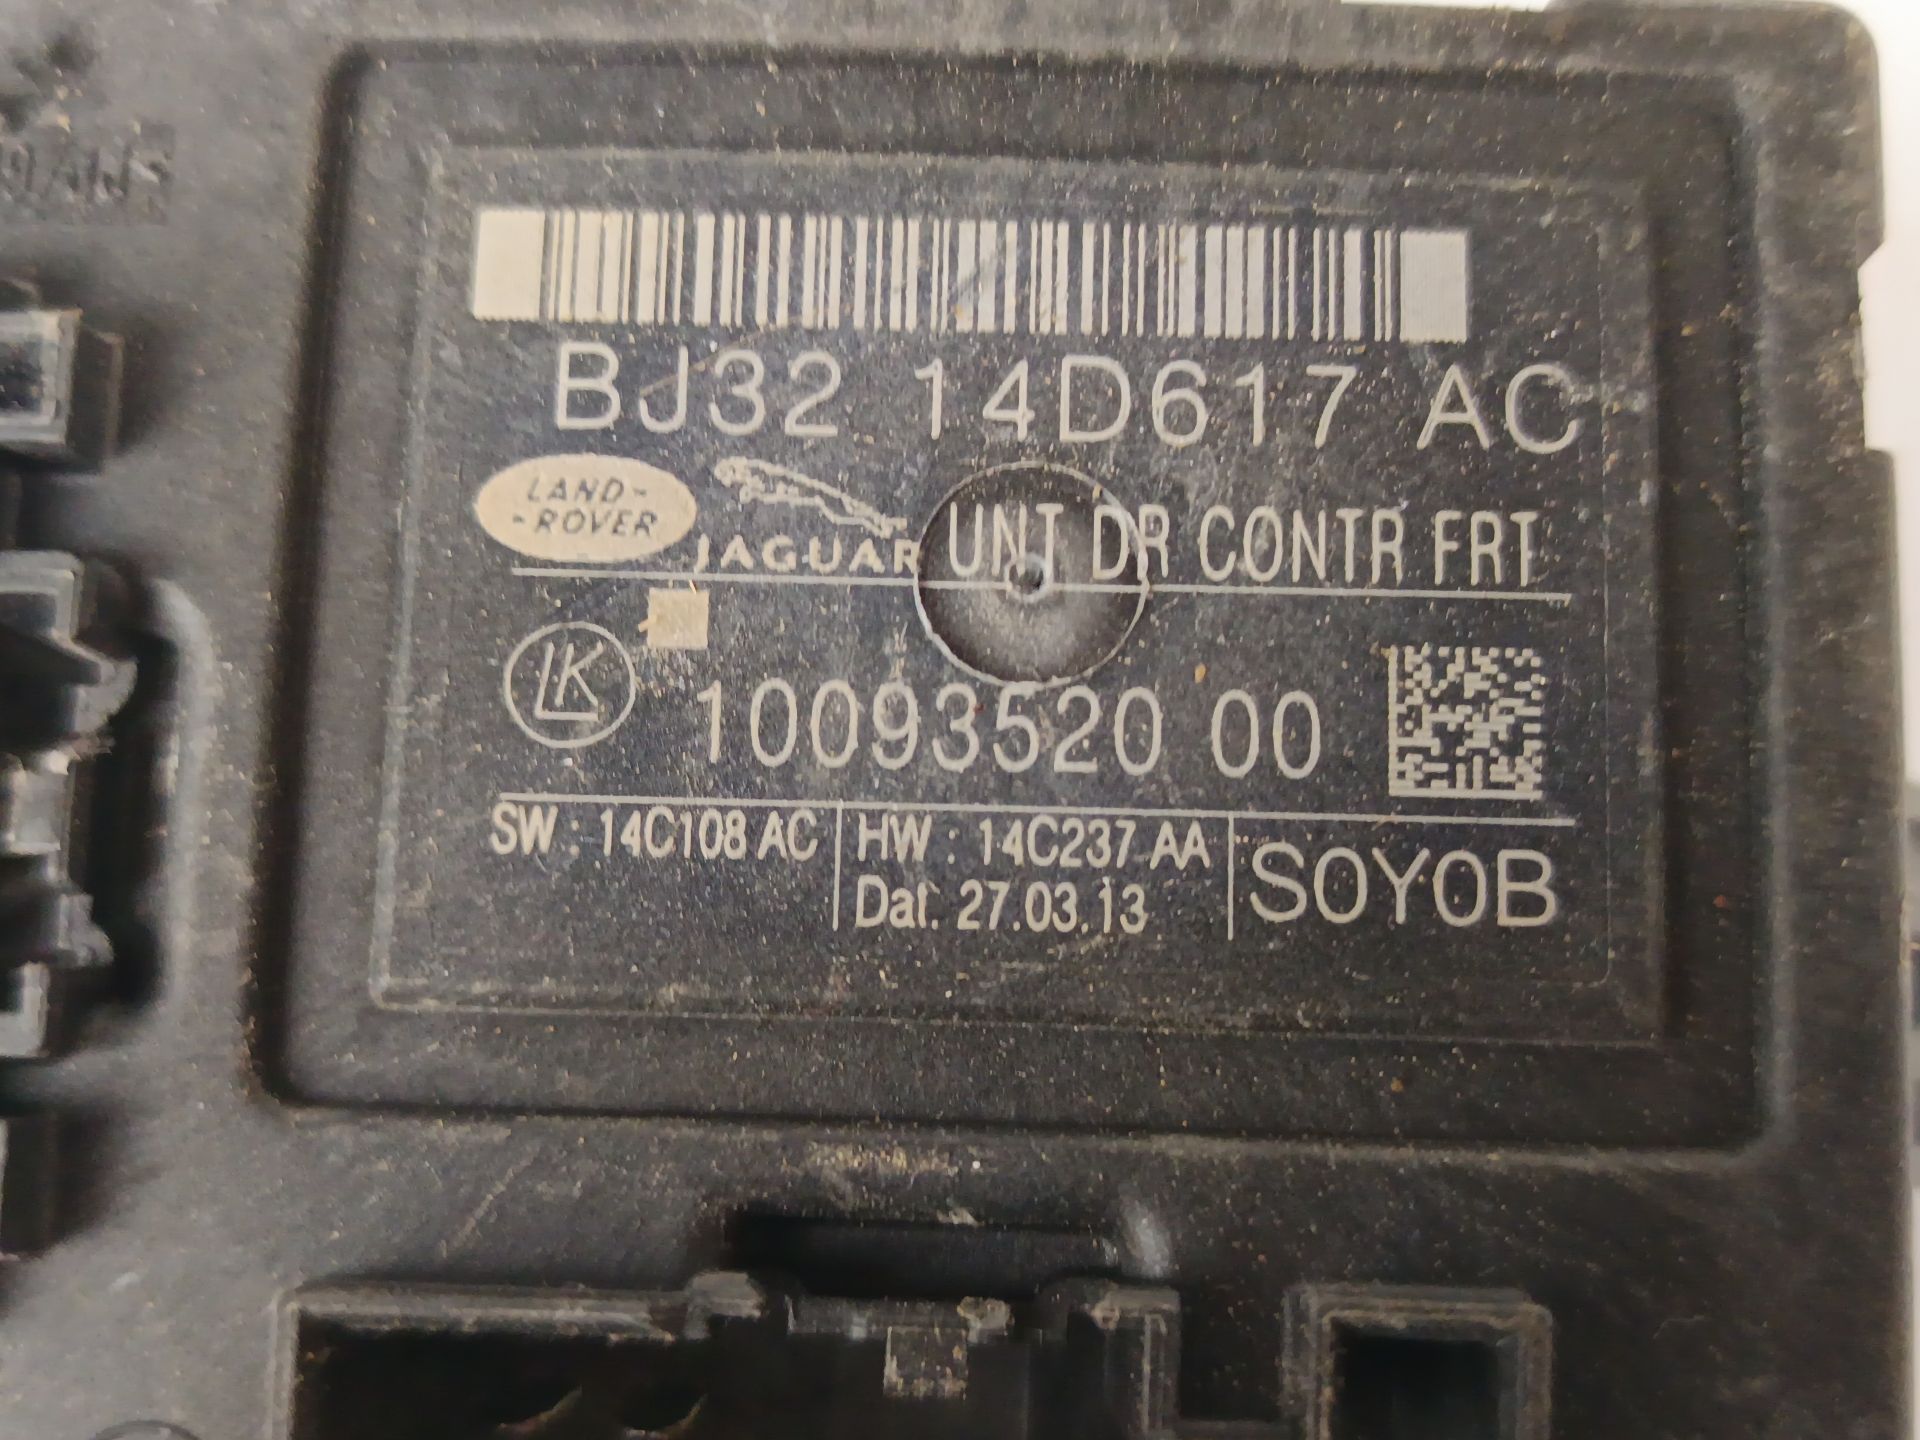 BJ32 14D617 AC
LAND-
-ROVER
JAGUAR UNT DR CONTR FRT
LK 10093520 00
SW : 14C108 AC HW : 14C237 AA
Dat. 27.03.13
S0Y0B